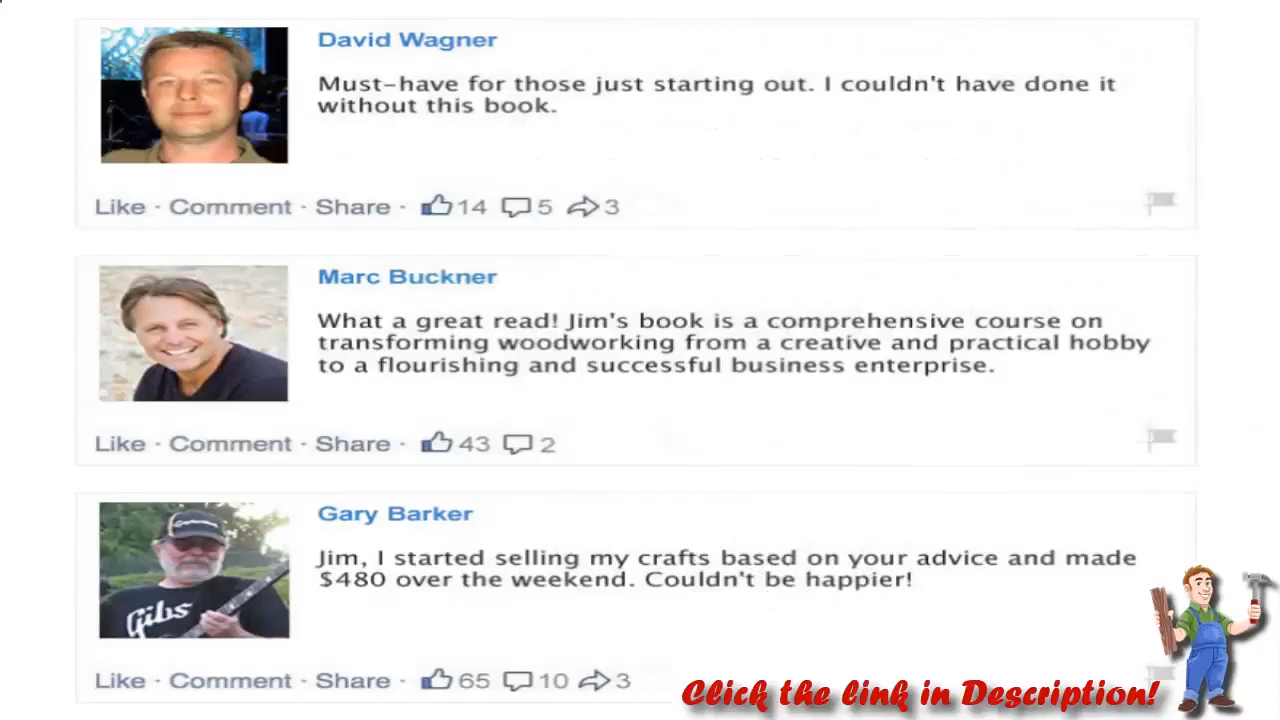 David Wagner
Must-have for those just starting out. I couldn't have done it
without this book.
Like · Comment · Share · 14 5 3
Marc Buckner
What a great read! Jim's book is a comprehensive course on
transforming woodworking from a creative and practical hobby
to a flourishing and successful business enterprise.
Like · Comment · Share · 43 2
Gary Barker
Jim, I started selling my crafts based on your advice and made
$480 over the weekend. Couldn't be happier!
Gibs
Like · Comment · Share · 65 10 3
Click the link in Description!